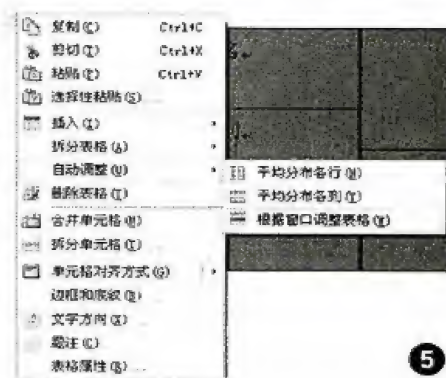 复制(C) Ctrl+C
剪切(T) Ctrl+X
粘贴(P) Ctrl+V
选择性粘贴(S)...
插入(I)
拆分表格(A)
自动调整(U)
平均分布各行(N)
平均分布各列(Y)
根据窗口调整表格(W)
删除表格(T)
合并单元格(M)
拆分单元格
单元格对齐方式(G)
边框和底纹(B)
文字方向(X)
题注(C)
表格属性(R)...
5